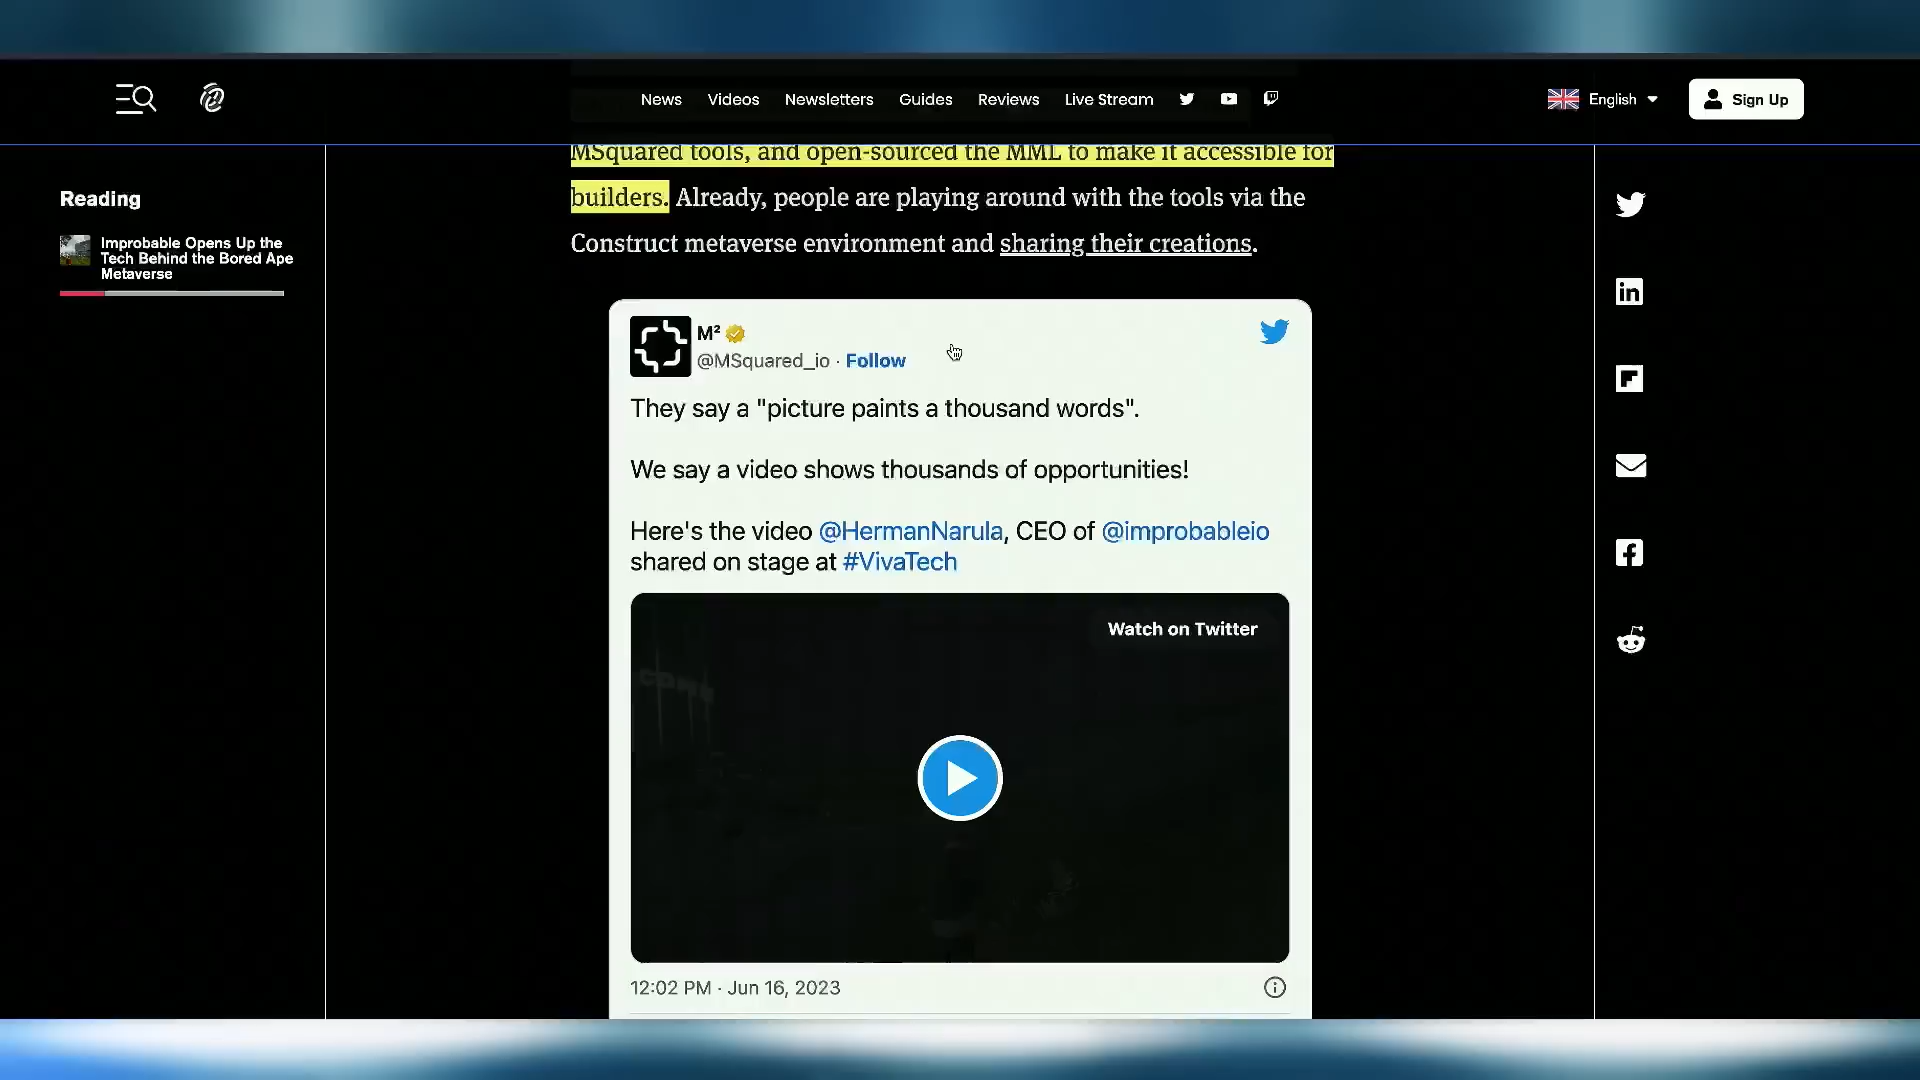 News Videos Newsletters Guides Reviews Live Stream
English
Sign Up
Reading
Improbable Opens Up the
Tech Behind the Bored Ape
Metaverse
MSquared tools, and open-sourced the MML to make it accessible for
builders. Already, people are playing around with the tools via the
Construct metaverse environment and sharing their creations.
M²
@MSquared_io · Follow
They say a "picture paints a thousand words".
We say a video shows thousands of opportunities!
Here's the video @HermanNarula, CEO of @improbableio
shared on stage at #VivaTech
Watch on Twitter
12:02 PM · Jun 16, 2023